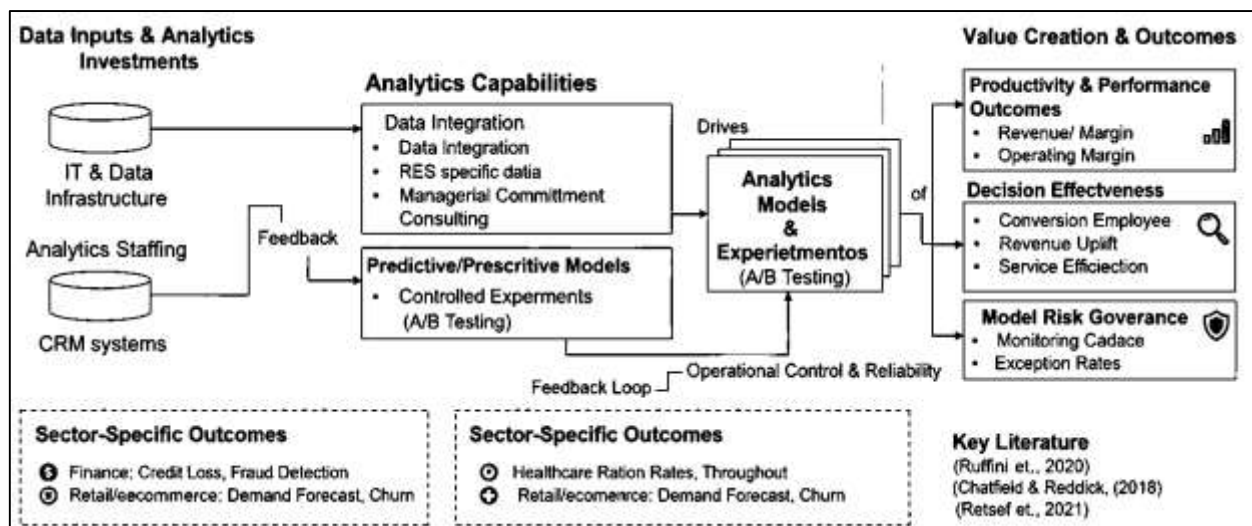 Data Inputs & Analytics
Investments
IT & Data
Infrastructure
Analytics Staffing
CRM systems
Feedback
Analytics Capabilities
Data Integration
• Data Integration
• RES specific datia
• Managerial Committment
Consulting
Predictive/Prescritive Models
• Controlled Experments
(A/B Testing)
Drives
Analytics
Models
&
Experietmentos
(A/B Testing)
Feedback Loop
Operational Control & Reliability
of
Value Creation & Outcomes
Productivity & Performance
Outcomes
• Revenue/ Margin
• Operating Margin
Decision Effectveness
• Conversion Employee
• Revenue Uplift
• Service Efficiection
Model Risk Goverance
• Monitoring Cadace
• Exception Rates
Sector-Specific Outcomes
Finance: Credit Loss, Fraud Delection
Retail/eecommerce: Demand Forecast, Churn
Sector-Specific Outcomes
Healthcare Ration Rates, Throughout
Retail/ecomence: Demand Forecast, Churn
Key Literature
(Ruffini et., 2020)
(Chatfield & Reddick, (2018)
(Retsef et., 2021)